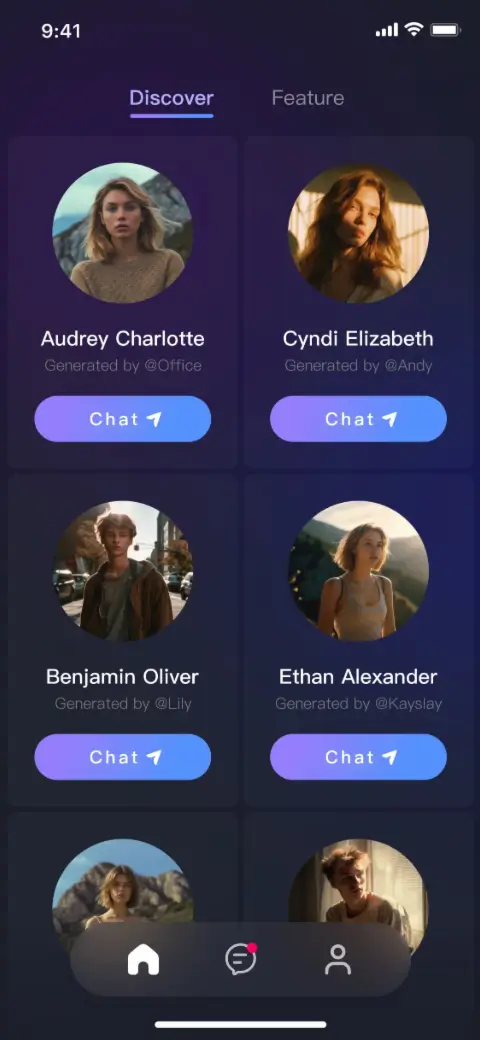 9:41
Discover
Feature
Audrey Charlotte
Generated by @Office
Chat
Cyndi Elizabeth
Generated by @Andy
Chat
Benjamin Oliver
Generated by @Lily
Chat
Ethan Alexander
Generated by @Kayslay
Chat